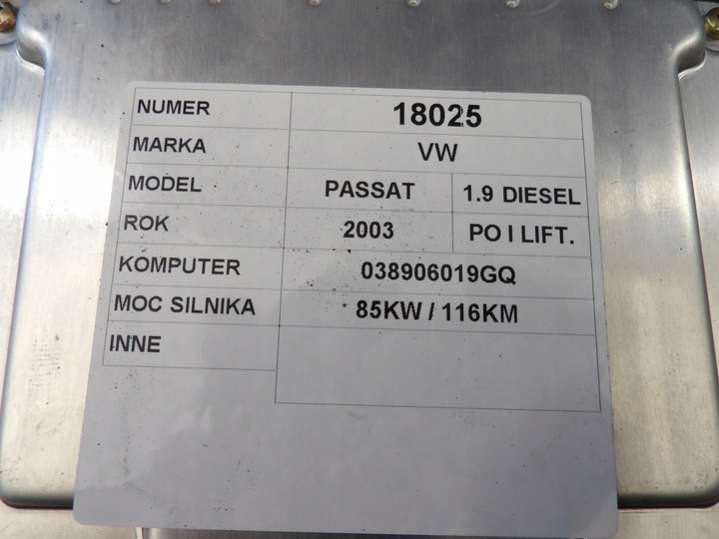 NUMER 18025
MARKA VW
MODEL PASSAT 1.9 DIESEL
ROK 2003 PO I LIFT.
KOMPUTER 038906019GQ
MOC SILNIKA 85KW / 116KM
INNE